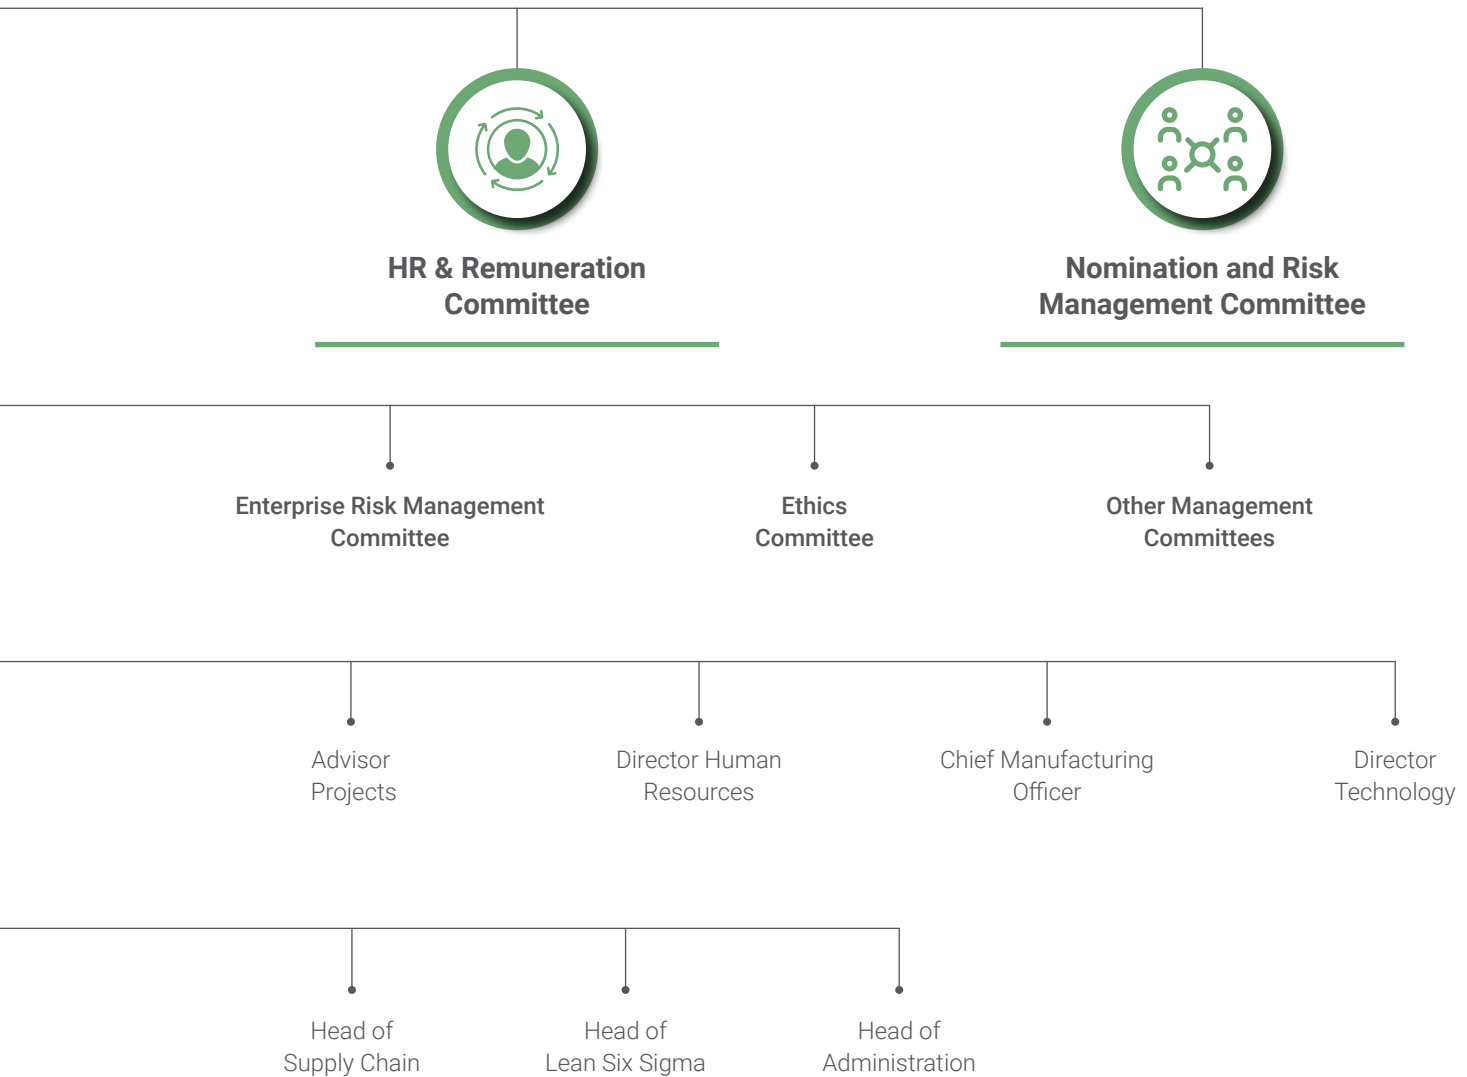 HR & Remuneration
Committee
Nomination and Risk
Management Committee
Enterprise Risk Management
Committee
Ethics
Committee
Other Management
Committees
Advisor
Projects
Director Human
Resources
Chief Manufacturing
Officer
Director
Technology
Head of
Supply Chain
Head of
Lean Six Sigma
Head of
Administration